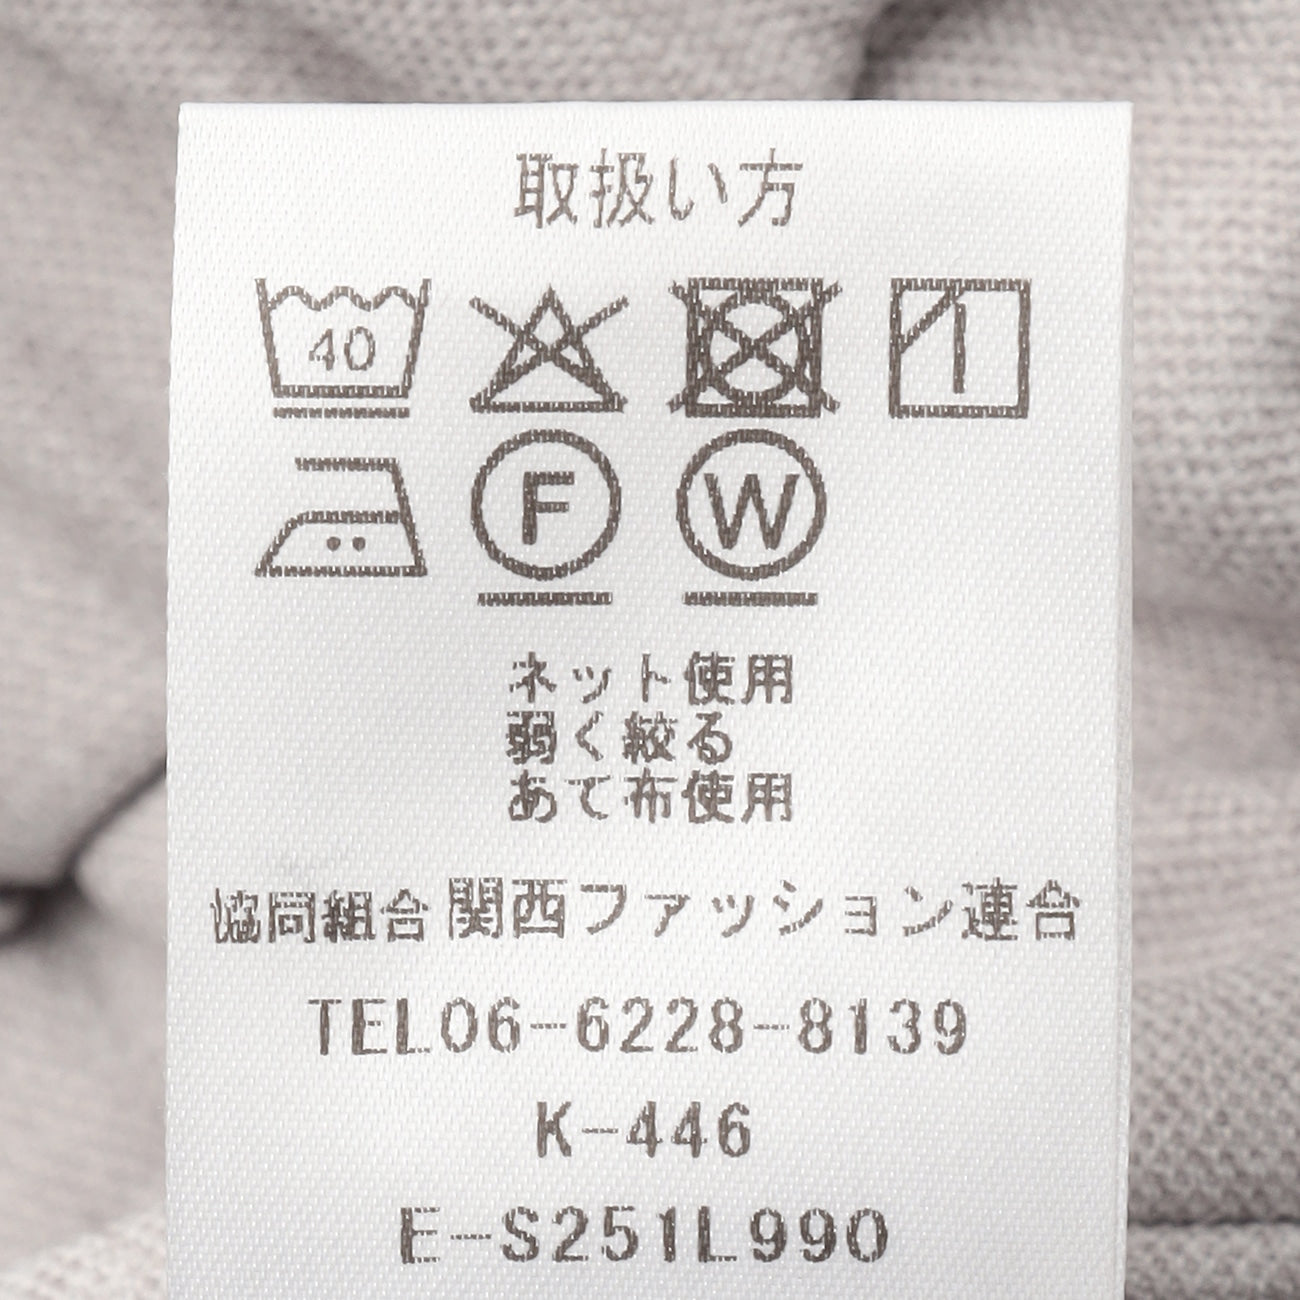 取扱い方
40
F W
ネット使用
弱く絞る
あて布使用
協同組合 関西ファッション連合
TEL06-6228-8139
K-446
E-S251L990